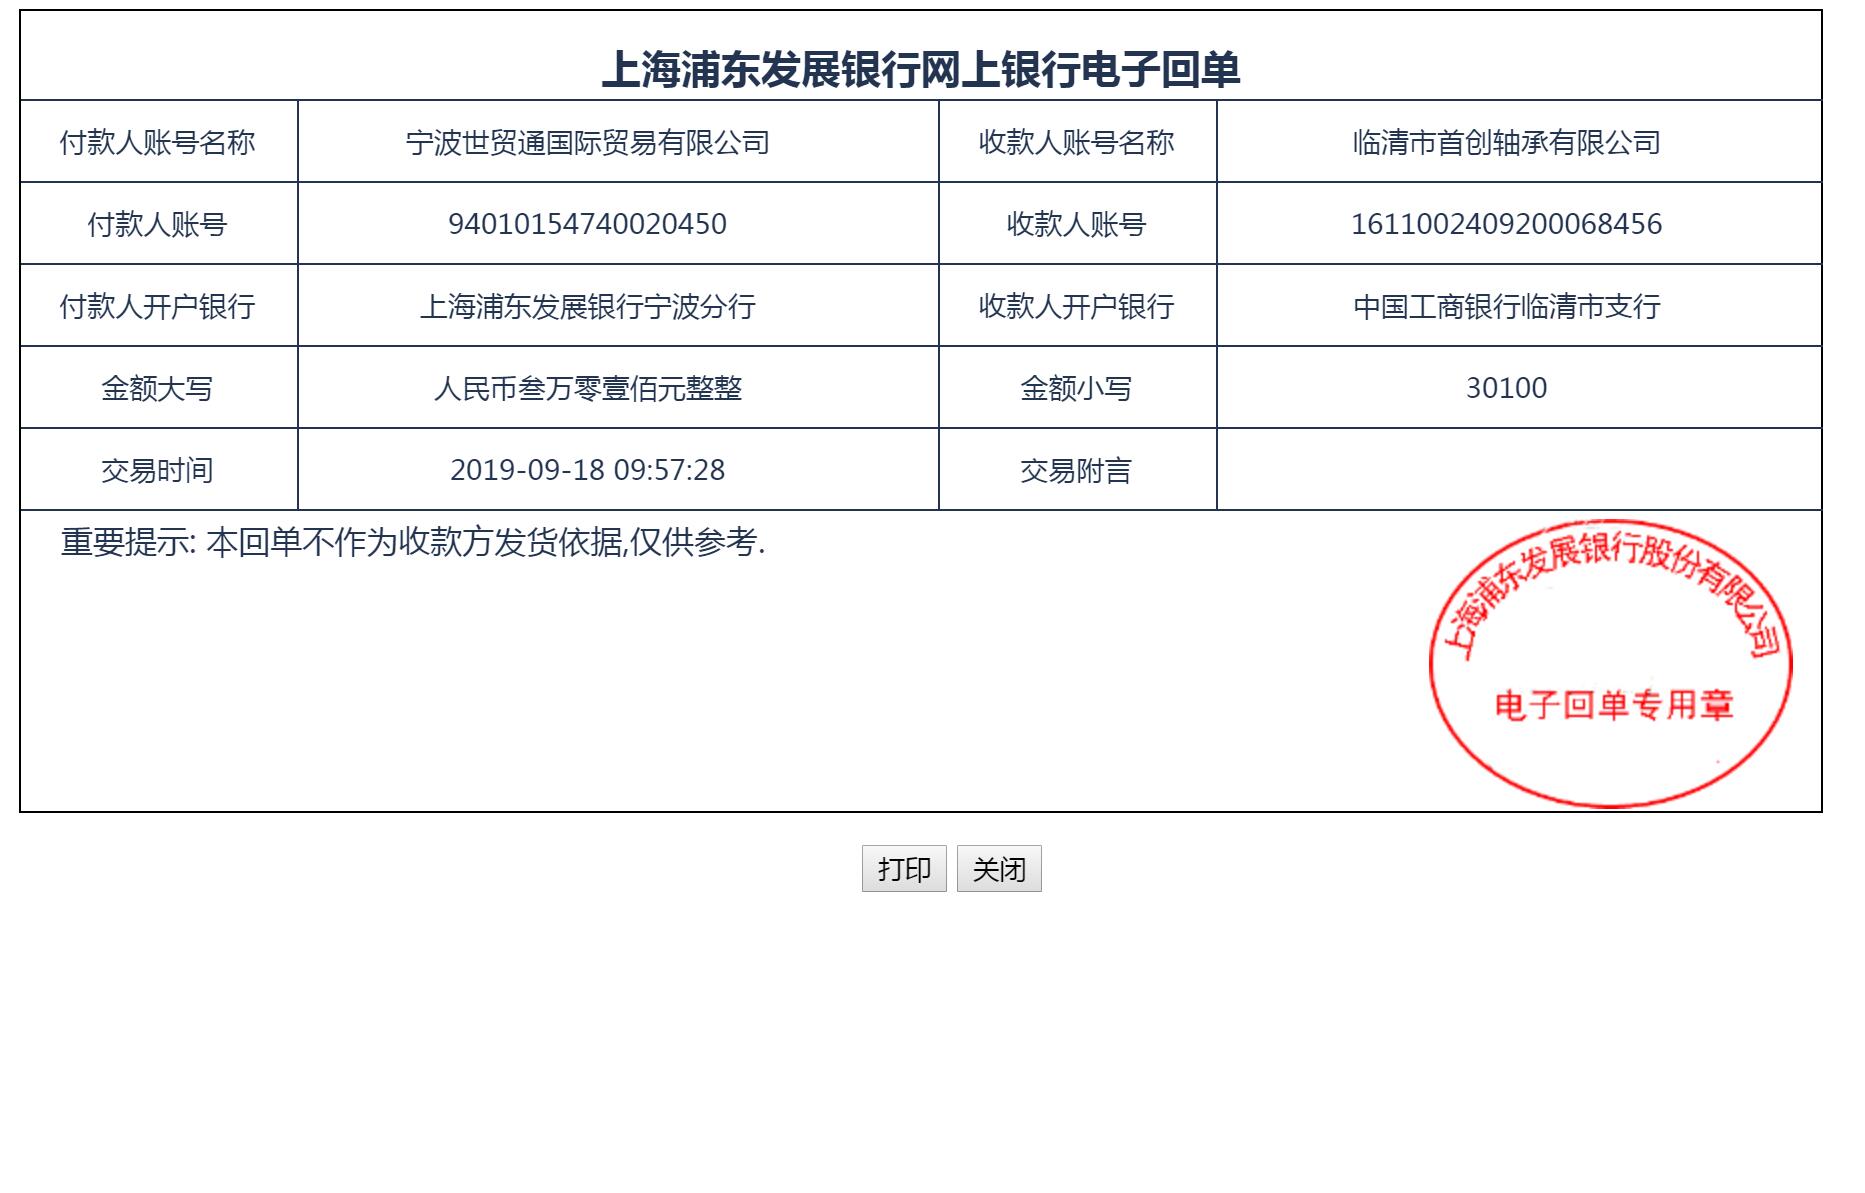 上海浦东发展银行网上银行电子回单
付款人账号名称 宁波世贸通国际贸易有限公司 收款人账号名称 临清市首创轴承有限公司
付款人账号 94010154740020450 收款人账号 1611002409200068456
付款人开户银行 上海浦东发展银行宁波分行 收款人开户银行 中国工商银行临清市支行
金额大写 人民币叁万零壹佰元整整 金额小写 30100
交易时间 2019-09-18 09:57:28 交易附言
重要提示: 本回单不作为收款方发货依据,仅供参考.
上海浦东发展银行股份有限公司
电子回单专用章
打印 关闭